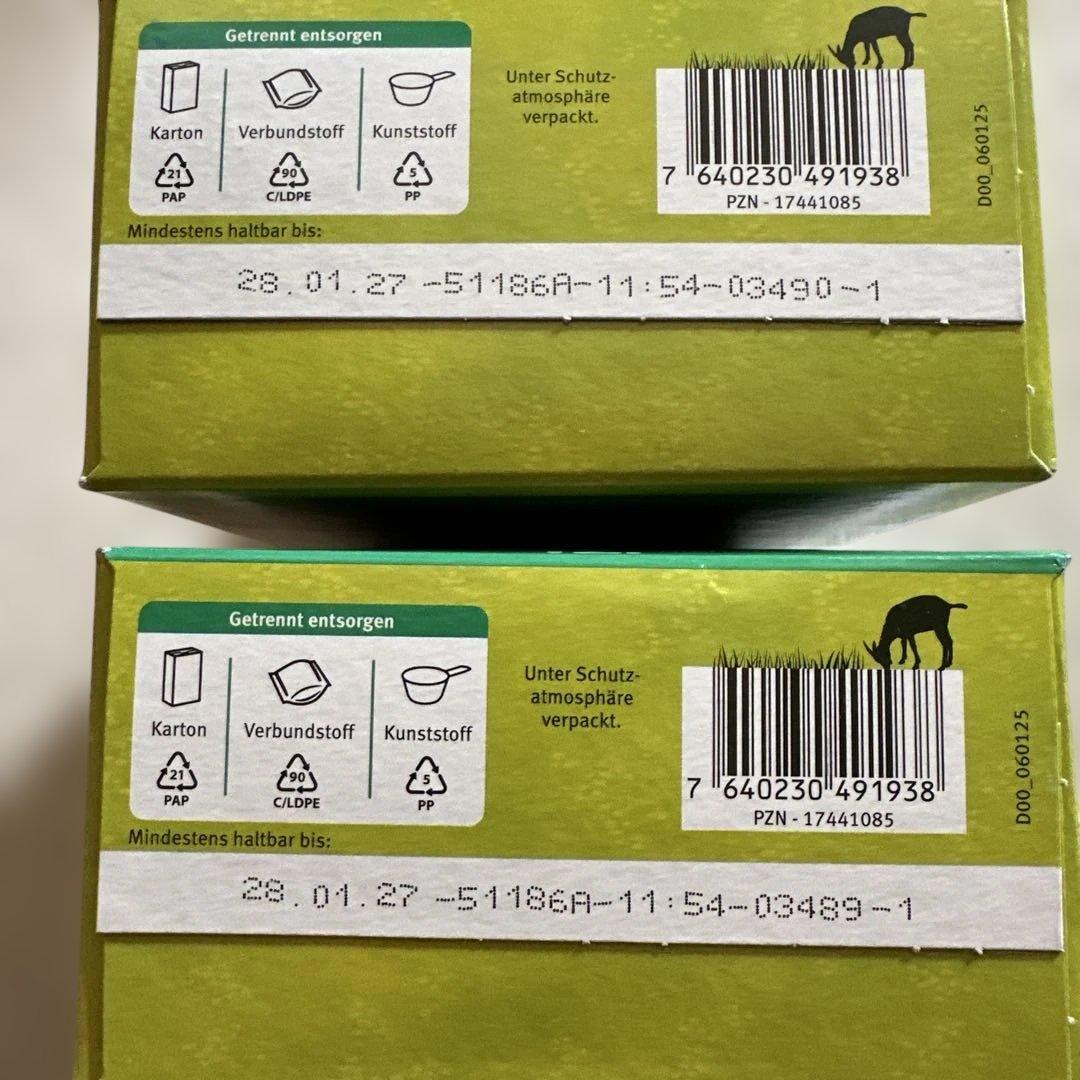 Getrennt entsorgen
Karton Verbundstoff Kunststoff
21 90 5
PAP C/LDPE PP
Unter Schutz-
atmosphäre
verpackt.
7 640230 491938
PZN - 17441085
D00_060125
Mindestens haltbar bis:
28.01.27 -51186A-11:54-03490-1
Getrennt entsorgen
Karton Verbundstoff Kunststoff
21 90 5
PAP C/LDPE PP
Unter Schutz-
atmosphäre
verpackt.
7 640230 491938
PZN - 17441085
D00_060125
Mindestens haltbar bis:
28.01.27 -51186A-11:54-03489-1